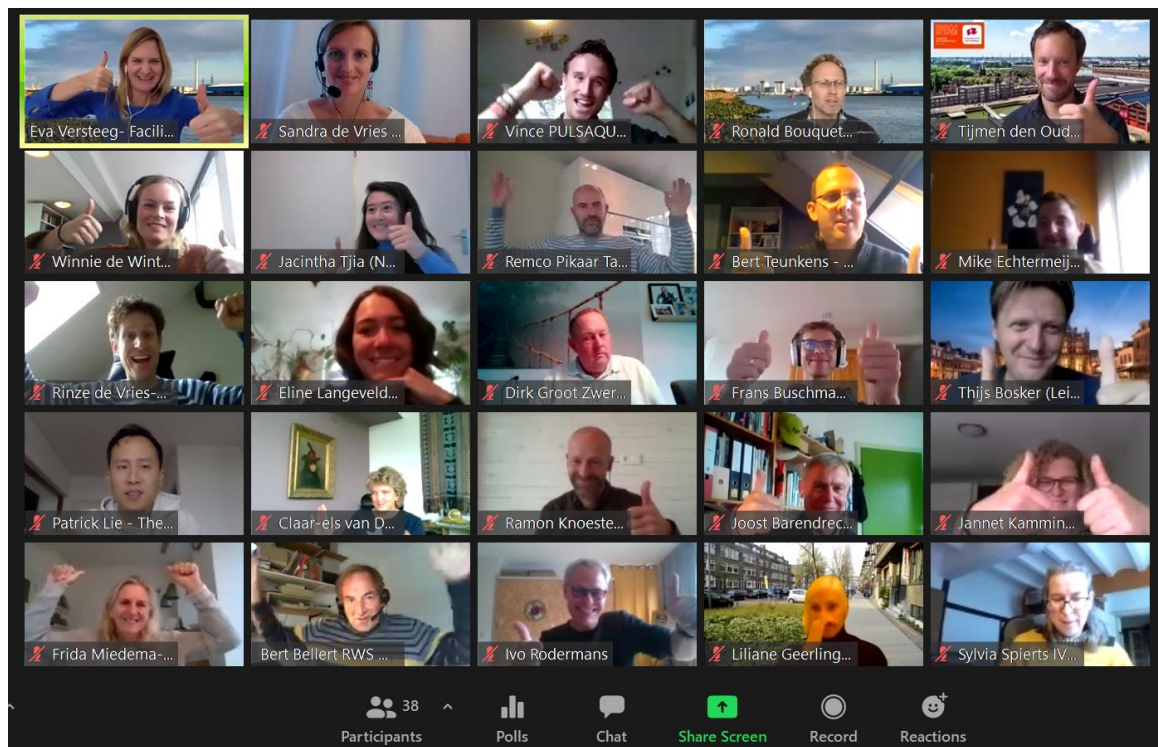 Eva Versteeg- Facili...
Sandra de Vries ...
Vince PULSAQU...
Ronald Bouquet...
Tijmen den Oud...
Winnie de Wint...
Jacintha Tjia (N...
Remco Pikaar Ta...
Bert Teunkens - ...
Mike Echtermeij...
Rinze de Vries-...
Eline Langeveld...
Dirk Groot Zwer...
Frans Buschma...
Thijs Bosker (Lei...
Patrick Lie - The...
Claar-els van D...
Ramon Knoeste...
Joost Barendrec...
Jannet Kammin...
Frida Miedema-...
Bert Bellert RWS ...
Ivo Rodermans
Liliane Geerling...
Sylvia Spierts IV...
38
Participants
Polls
Chat
Share Screen
Record
Reactions